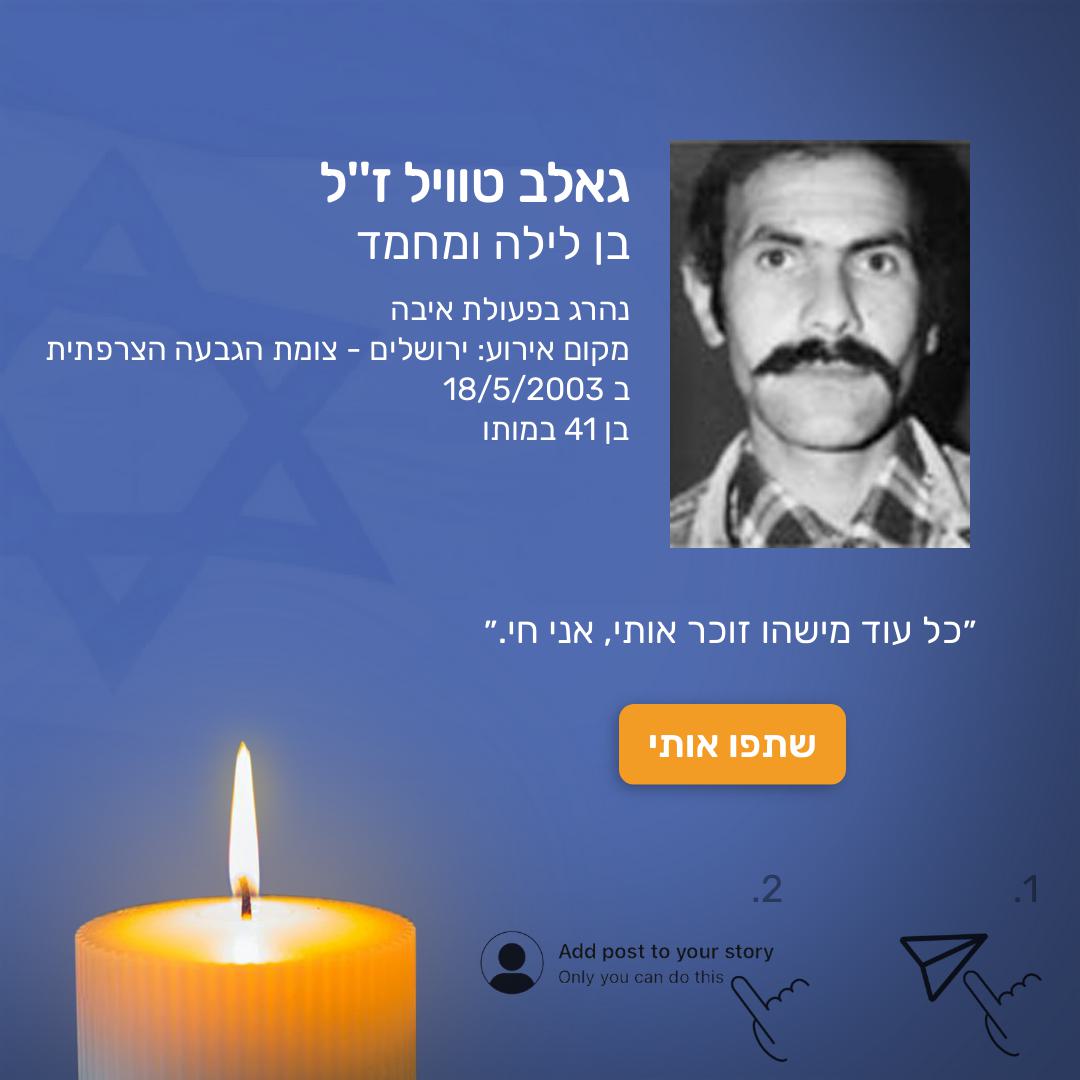 גאלב טוויל ז"ל
בן לילה ומחמד
נהרג בפעולת איבה
מקום אירוע: ירושלים - צומת הגבעה הצרפתית
ב 18/5/2003
בן 41 במותו
״כל עוד מישהו זוכר אותי, אני חי.״
שתפו אותי
.1
.2
Add post to your story
Only you can do this